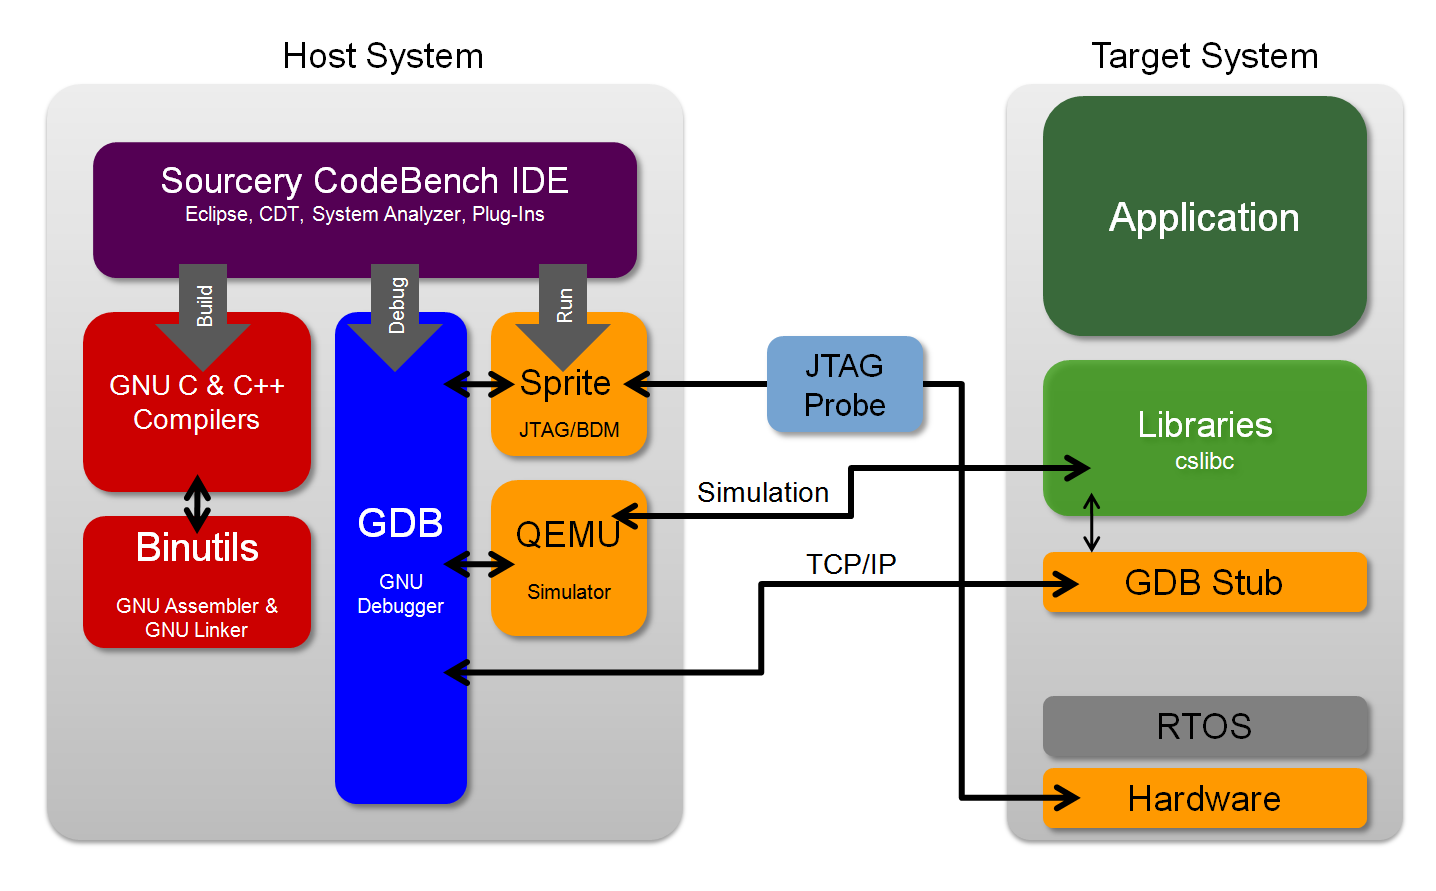 Host System
Target System
Sourcery CodeBench IDE
Eclipse, CDT, System Analyzer, Plug-Ins
Build
Debug
Run
GNU C & C++
Compilers
Binutils
GNU Assembler &
GNU Linker
GDB
GNU
Debugger
Sprite
JTAG/BDM
QEMU
Simulator
JTAG
Probe
Simulation
TCP/IP
Application
Libraries
cslibc
GDB Stub
RTOS
Hardware